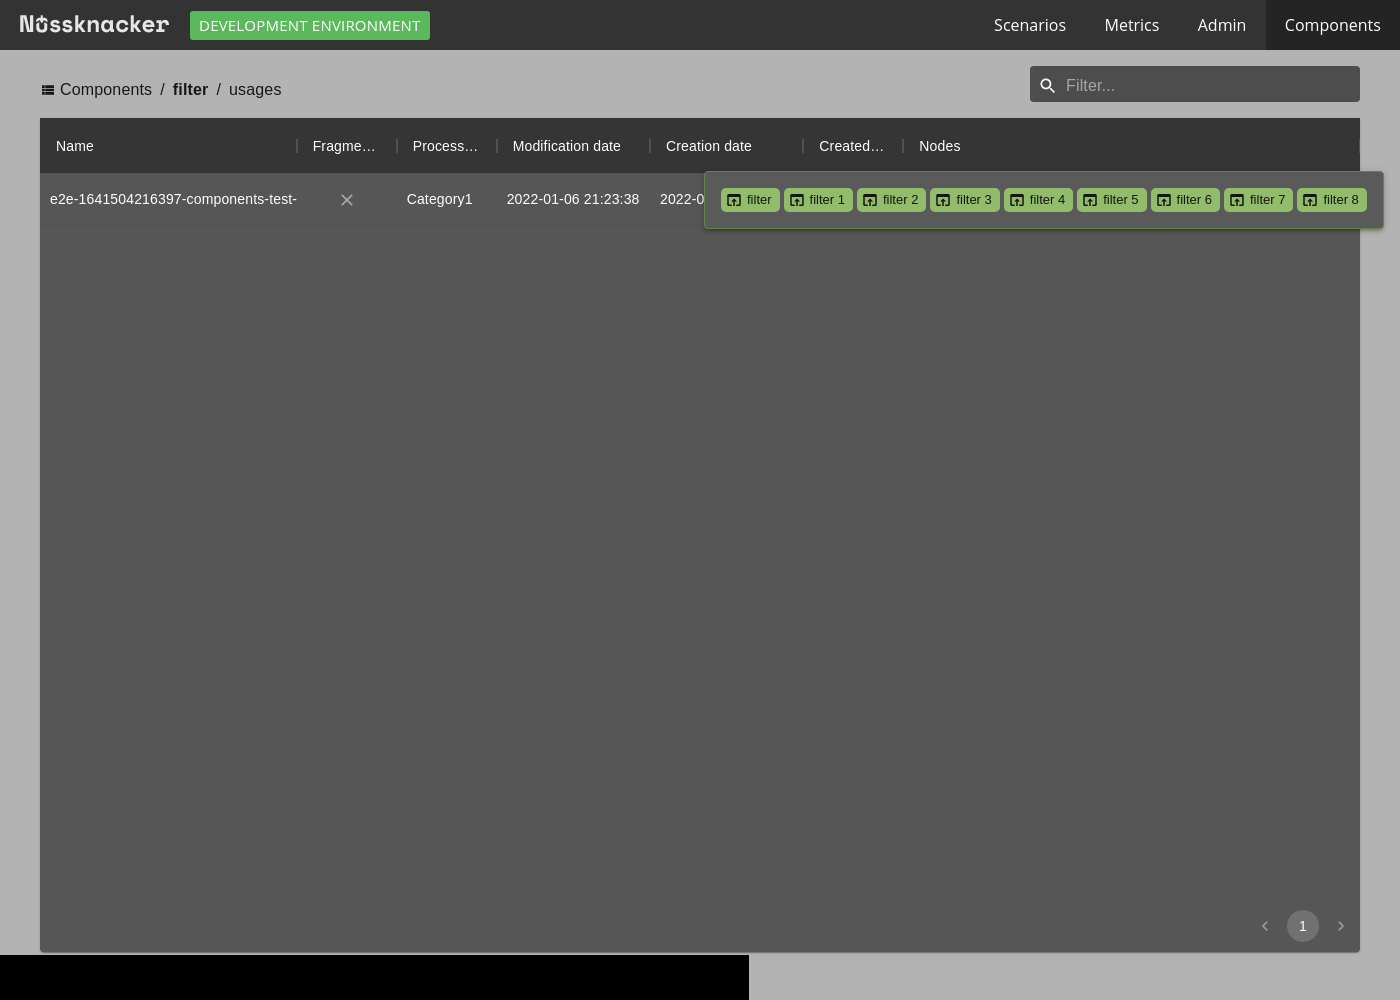 Nussknacker DEVELOPMENT ENVIRONMENT Scenarios Metrics Admin Components
Components / filter / usages
Filter...
Name Fragme... Process... Modification date Creation date Created... Nodes
e2e-1641504216397-components-test- Category1 2022-01-06 21:23:38 2022-0 filter filter 1 filter 2 filter 3 filter 4 filter 5 filter 6 filter 7 filter 8
1